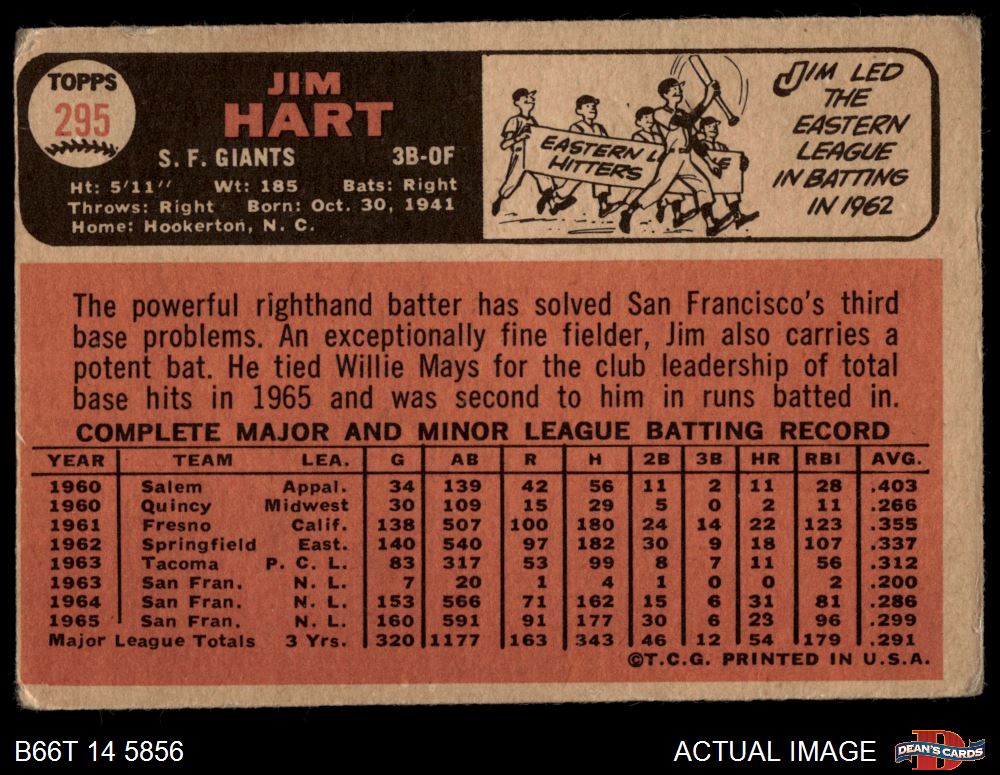 TOPPS
295
JIM
HART
S. F. GIANTS 3B-OF
Ht: 5'11" Wt: 185 Bats: Right
Throws: Right Born: Oct. 30, 1941
Home: Hookerton, N. C.
EASTERN L E
HITTERS
JIM LED
THE
EASTERN
LEAGUE
IN BATTING
IN 1962
The powerful righthand batter has solved San Francisco's third
base problems. An exceptionally fine fielder, Jim also carries a
potent bat. He tied Willie Mays for the club leadership of total
base hits in 1965 and was second to him in runs batted in.
COMPLETE MAJOR AND MINOR LEAGUE BATTING RECORD
YEAR TEAM LEA. G AB R H 2B 3B HR RBI AVG.
1960 Salem Appal. 34 139 42 56 11 2 11 28 .403
1960 Quincy Midwest 30 109 15 29 5 0 2 11 .266
1961 Fresno Calif. 138 507 100 180 24 14 22 123 .355
1962 Springfield East. 140 540 97 182 30 9 18 107 .337
1963 Tacoma P. C. L. 83 317 53 99 8 7 11 56 .312
1963 San Fran. N. L. 7 20 1 4 1 0 0 2 .200
1964 San Fran. N. L. 153 566 71 162 15 6 31 81 .286
1965 San Fran. N. L. 160 591 91 177 30 6 23 96 .299
Major League Totals 3 Yrs. 320 1177 163 343 46 12 54 179 .291
©T.C.G. PRINTED IN U.S.A.
B66T 14 5856
ACTUAL IMAGE
D
DEAN'S CARDS